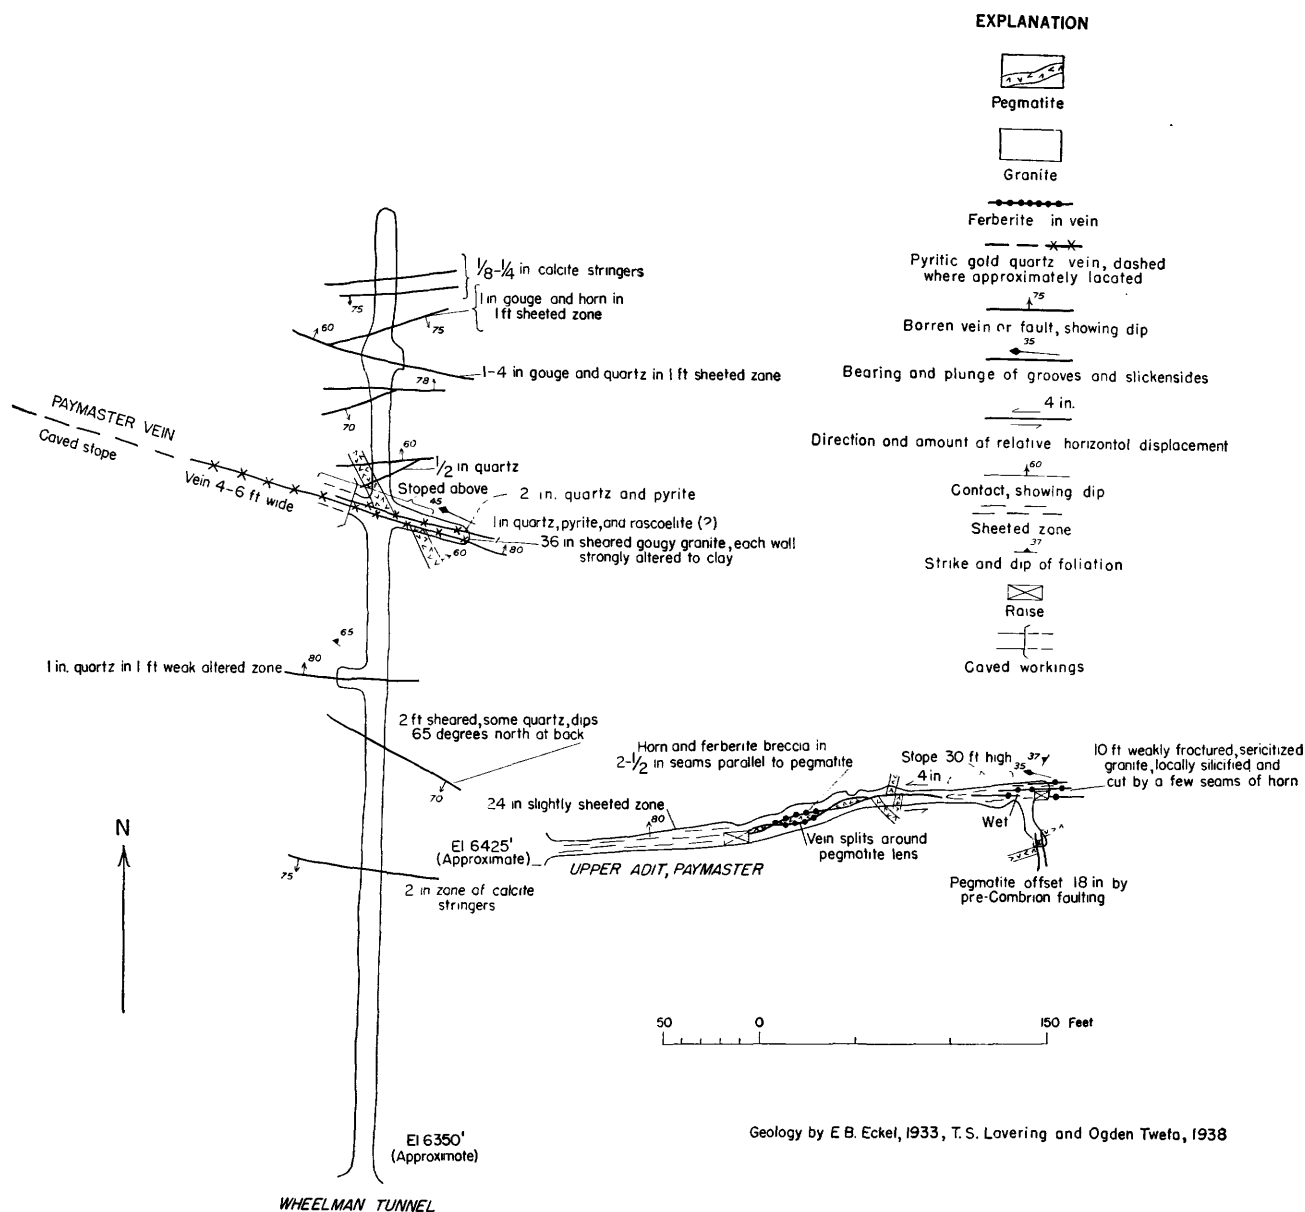 EXPLANATION
Pegmatite
Granite
Ferberite in vein
Pyritic gold quartz vein, dashed
where approximately located
75
Barren vein or fault, showing dip
35
Bearing and plunge of grooves and slickensides
4 in.
Direction and amount of relative horizontal displacement
60
Contact, showing dip
Sheeted zone
37
Strike and dip of foliation
Raise
Caved workings
1/8-1/4 in calcite stringers
75
1 in gouge and horn in
1 ft sheeted zone
60
75
1-4 in gouge and quartz in 1 ft sheeted zone
78
70
PAYMASTER VEIN
Caved stope
Vein 4-6 ft wide
60
1/2 in quartz
Stoped above
45
2 in. quartz and pyrite
1 in quartz, pyrite, and rascoelite (?)
36 in sheared gougy granite, each wall
strongly altered to clay
60
80
65
80
1 in. quartz in 1 ft weak altered zone
2 ft sheared, some quartz, dips
65 degrees north at back
70
24 in slightly sheeted zone
80
El 6425'
(Approximate)
UPPER ADIT, PAYMASTER
75
2 in zone of calcite
stringers
Horn and ferberite breccia in
2-1/2 in seams parallel to pegmatite
Vein splits around
pegmatite lens
4 in
Stope 30 ft high
35
37
Wet
10 ft weakly fractured, sericitized
granite, locally silicified and
cut by a few seams of horn
Pegmatite offset 18 in by
pre-Cambrian faulting
N
50 0 150 Feet
El 6350'
(Approximate)
WHEELMAN TUNNEL
Geology by E. B. Eckel, 1933, T. S. Lovering and Ogden Tweto, 1938